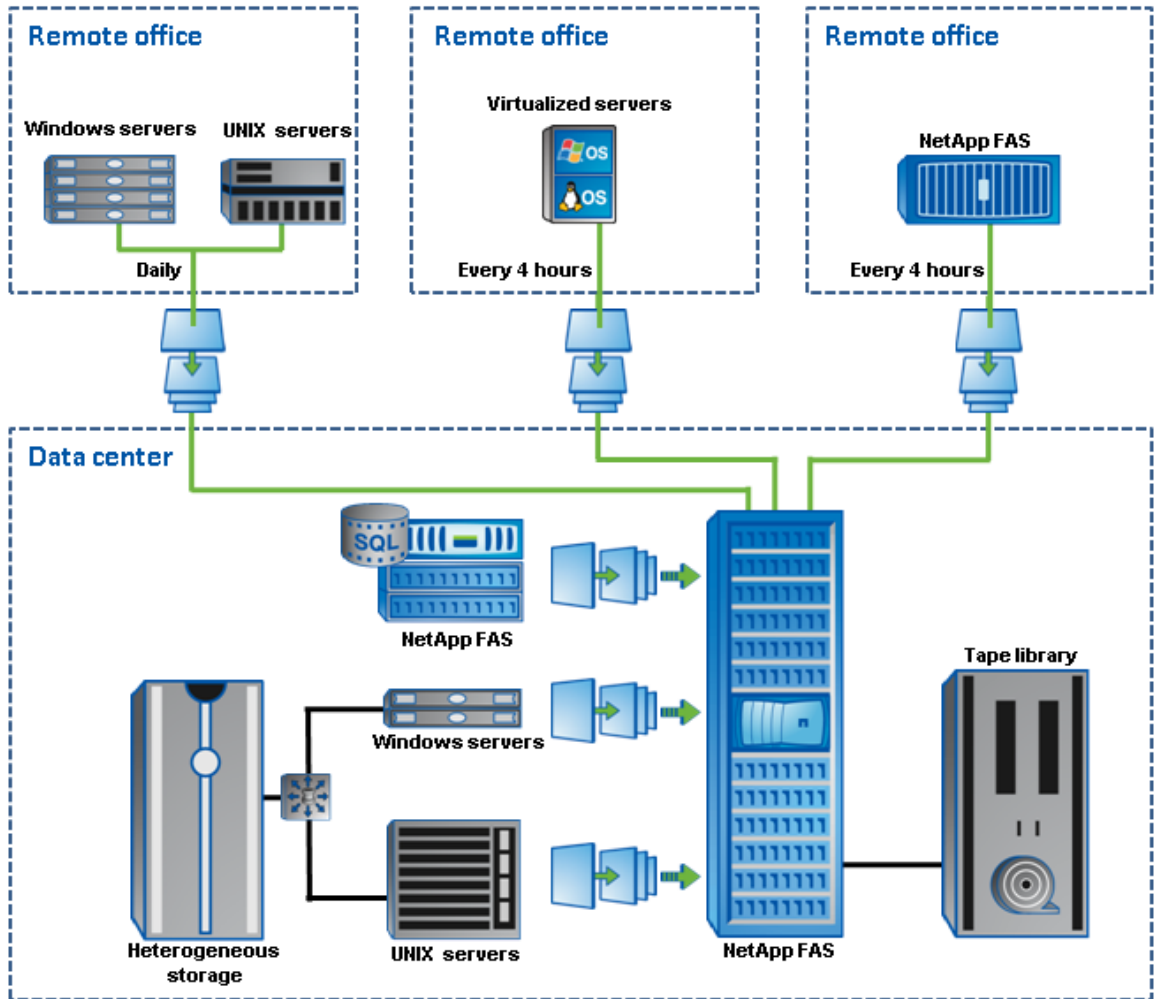 Remote office
Remote office
Remote office
Windows servers
UNIX servers
Virtualized servers
OS
OS
NetApp FAS
Daily
Every 4 hours
Every 4 hours
Data center
SQL
NetApp FAS
Windows servers
UNIX servers
Heterogeneous
storage
NetApp FAS
Tape library